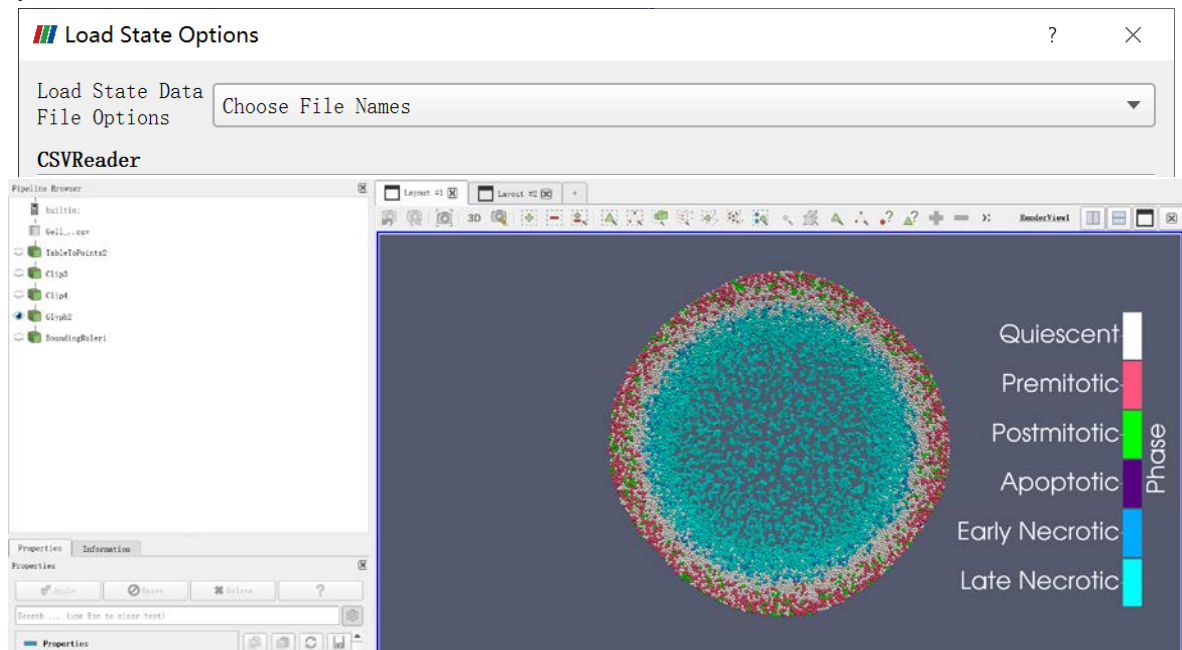 Load State Options
?
Load State Data
File Options
Choose File Names
CSVReader
Pipeline Browser
Layout #1
Layout #2
builtin:
TableToPoints2
Clip3
Clip4
Glyph2
BoundingRuler1
3D
RenderView1
Quiescent
Premitotic
Postmitotic
Apoptotic
Early Necrotic
Late Necrotic
Phase
Properties
Information
Properties
Apply
Reset
Delete
?
Search ... (use Esc to clear text)
Properties